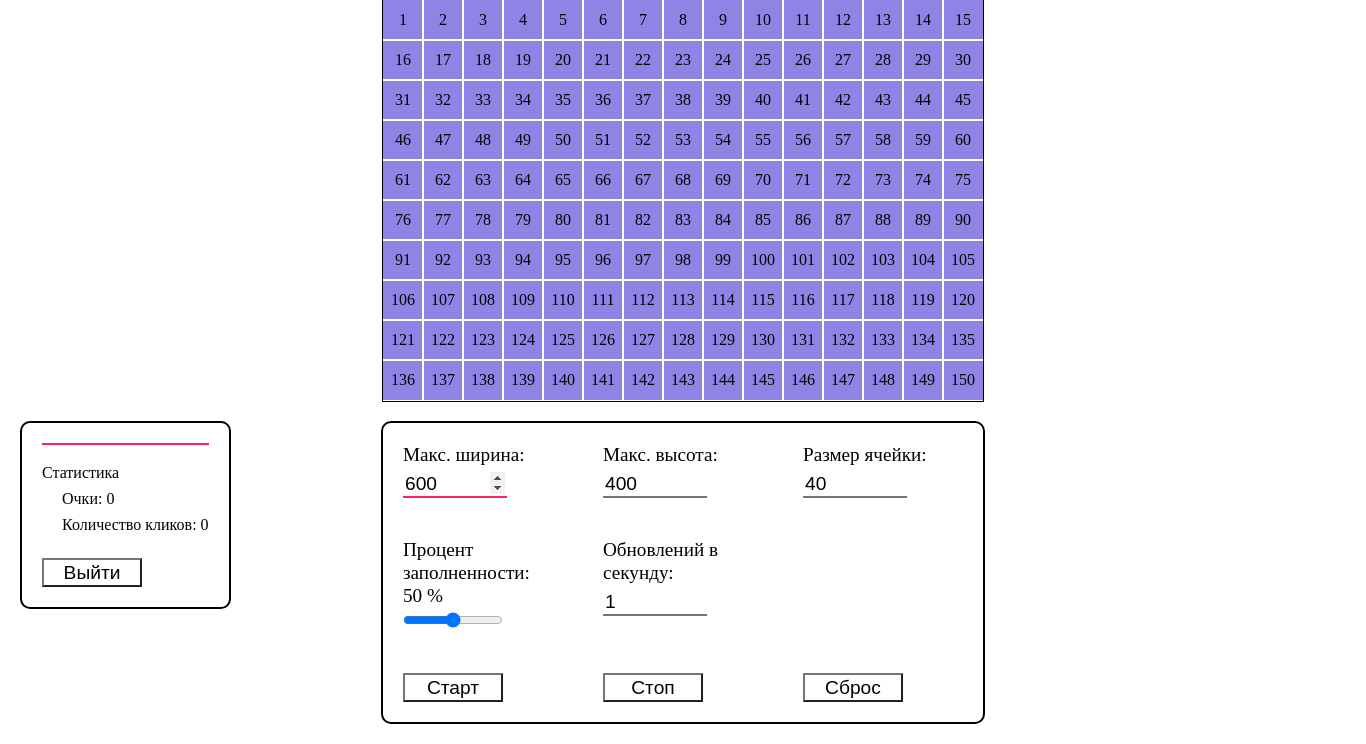 1 2 3 4 5 6 7 8 9 10 11 12 13 14 15
16 17 18 19 20 21 22 23 24 25 26 27 28 29 30
31 32 33 34 35 36 37 38 39 40 41 42 43 44 45
46 47 48 49 50 51 52 53 54 55 56 57 58 59 60
61 62 63 64 65 66 67 68 69 70 71 72 73 74 75
76 77 78 79 80 81 82 83 84 85 86 87 88 89 90
91 92 93 94 95 96 97 98 99 100 101 102 103 104 105
106 107 108 109 110 111 112 113 114 115 116 117 118 119 120
121 122 123 124 125 126 127 128 129 130 131 132 133 134 135
136 137 138 139 140 141 142 143 144 145 146 147 148 149 150
Статистика
Очки: 0
Количество кликов: 0
Выйти
Макс. ширина: Макс. высота: Размер ячейки:
600 400 40
Процент Обновлений в
заполненности: секунду:
50 % 1
Старт Стоп Сброс